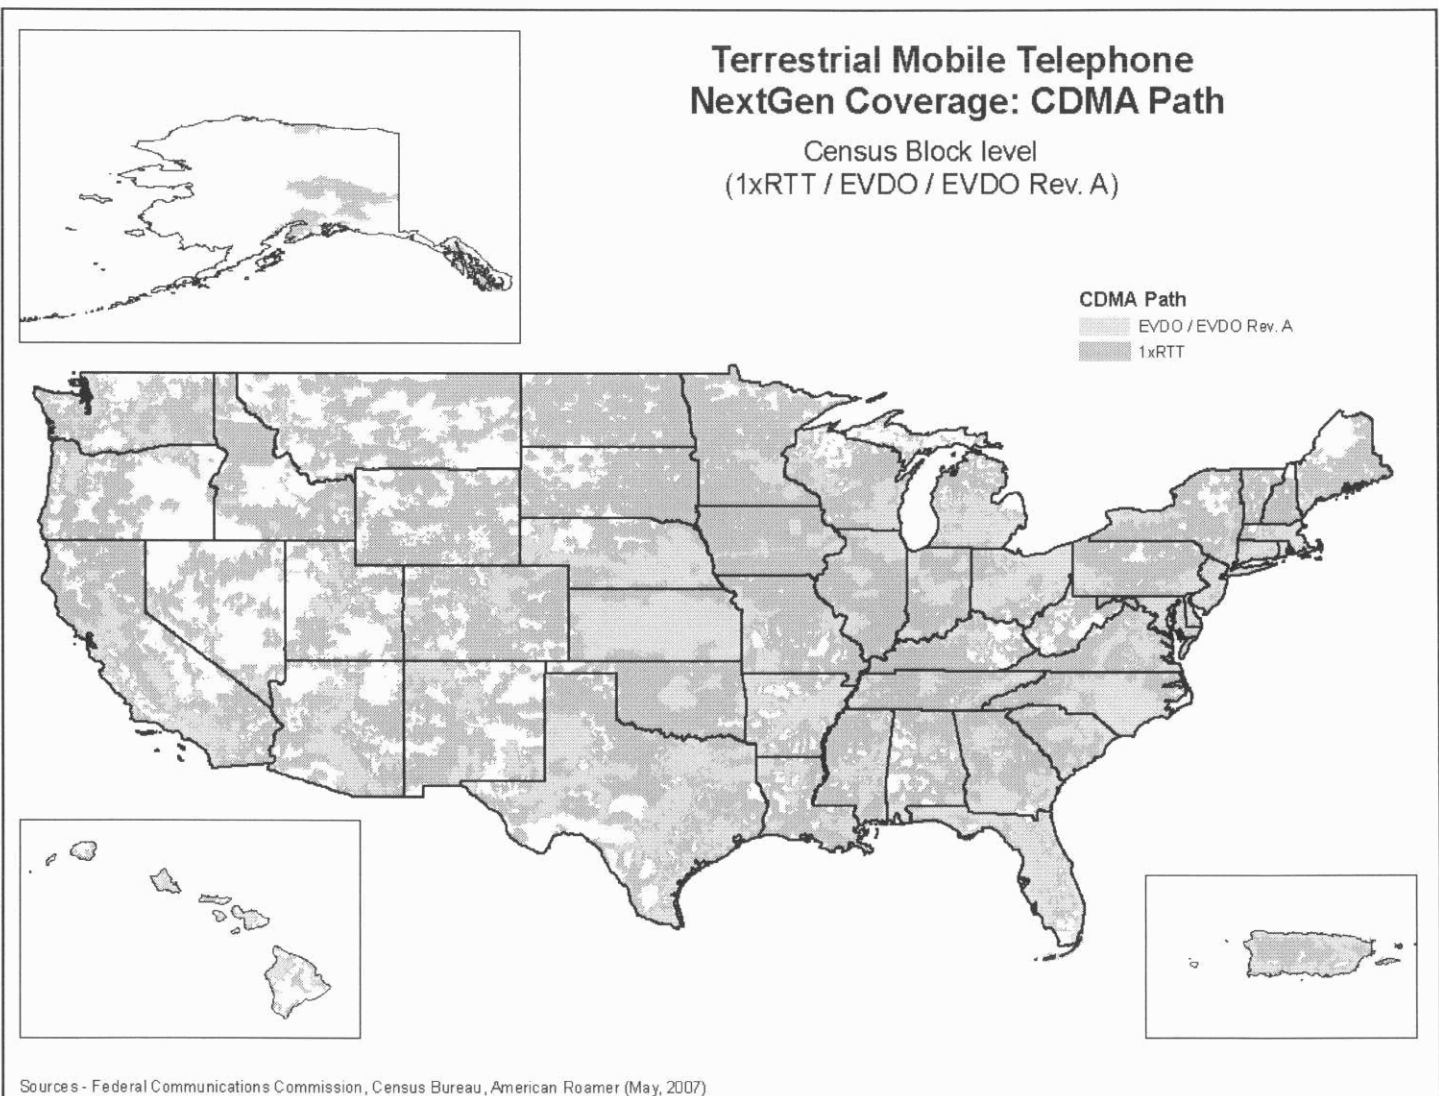 Terrestrial Mobile Telephone
NextGen Coverage: CDMA Path
Census Block level
(1xRTT / EVDO / EVDO Rev. A)
CDMA Path
EVDO / EVDO Rev. A
1xRTT
Sources - Federal Communications Commission, Census Bureau, American Roamer (May, 2007)